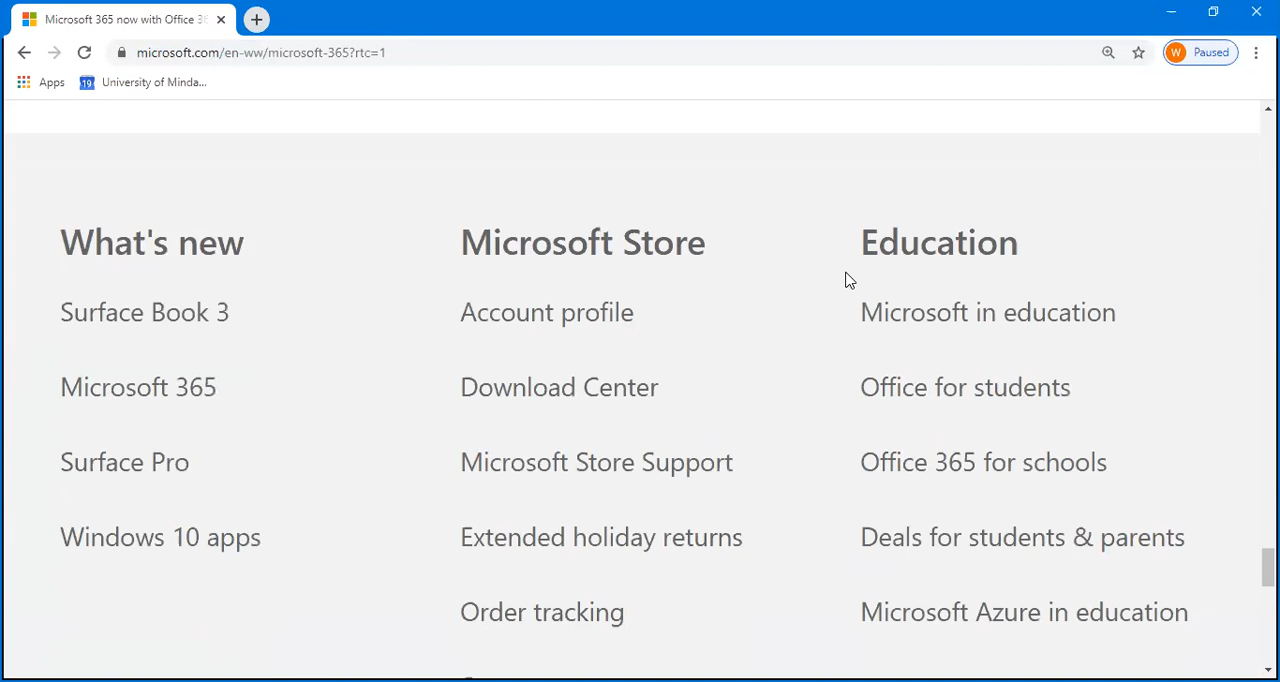 Microsoft 365 now with Office 36
microsoft.com/en-ww/microsoft-365?rtc=1
W Paused
Apps
19 University of Minda...
What's new
Surface Book 3
Microsoft 365
Surface Pro
Windows 10 apps
Microsoft Store
Account profile
Download Center
Microsoft Store Support
Extended holiday returns
Order tracking
Education
Microsoft in education
Office for students
Office 365 for schools
Deals for students & parents
Microsoft Azure in education